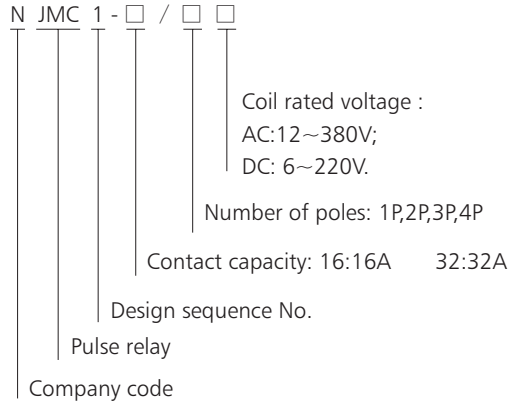 N JMC 1 - □ / □ □
Coil rated voltage :
AC:12～380V;
DC: 6～220V.
Number of poles: 1P,2P,3P,4P
Contact capacity: 16:16A 32:32A
Design sequence No.
Pulse relay
Company code